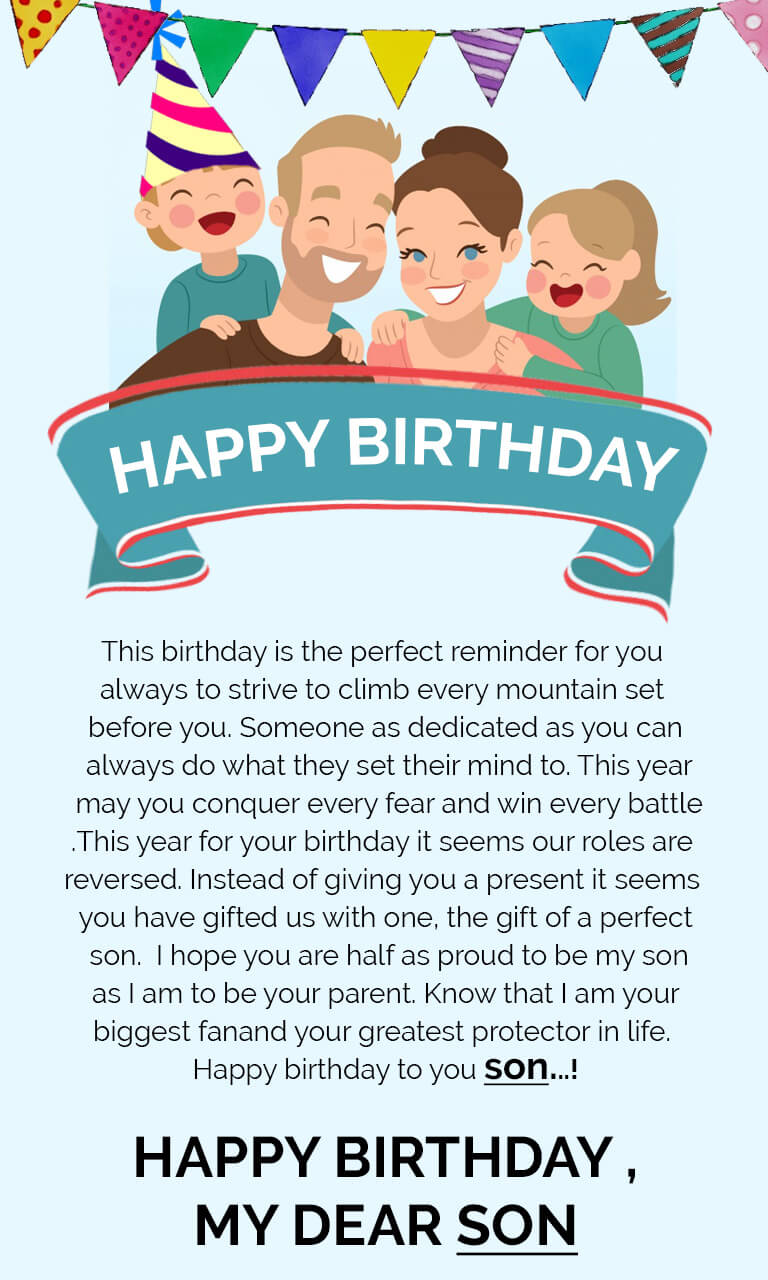 HAPPY BIRTHDAY
This birthday is the perfect reminder for you
always to strive to climb every mountain set
before you. Someone as dedicated as you can
always do what they set their mind to. This year
may you conquer every fear and win every battle
.This year for your birthday it seems our roles are
reversed. Instead of giving you a present it seems
you have gifted us with one, the gift of a perfect
son.  I hope you are half as proud to be my son
as I am to be your parent. Know that I am your
biggest fanand your greatest protector in life.
Happy birthday to you son...!
HAPPY BIRTHDAY ,
MY DEAR SON